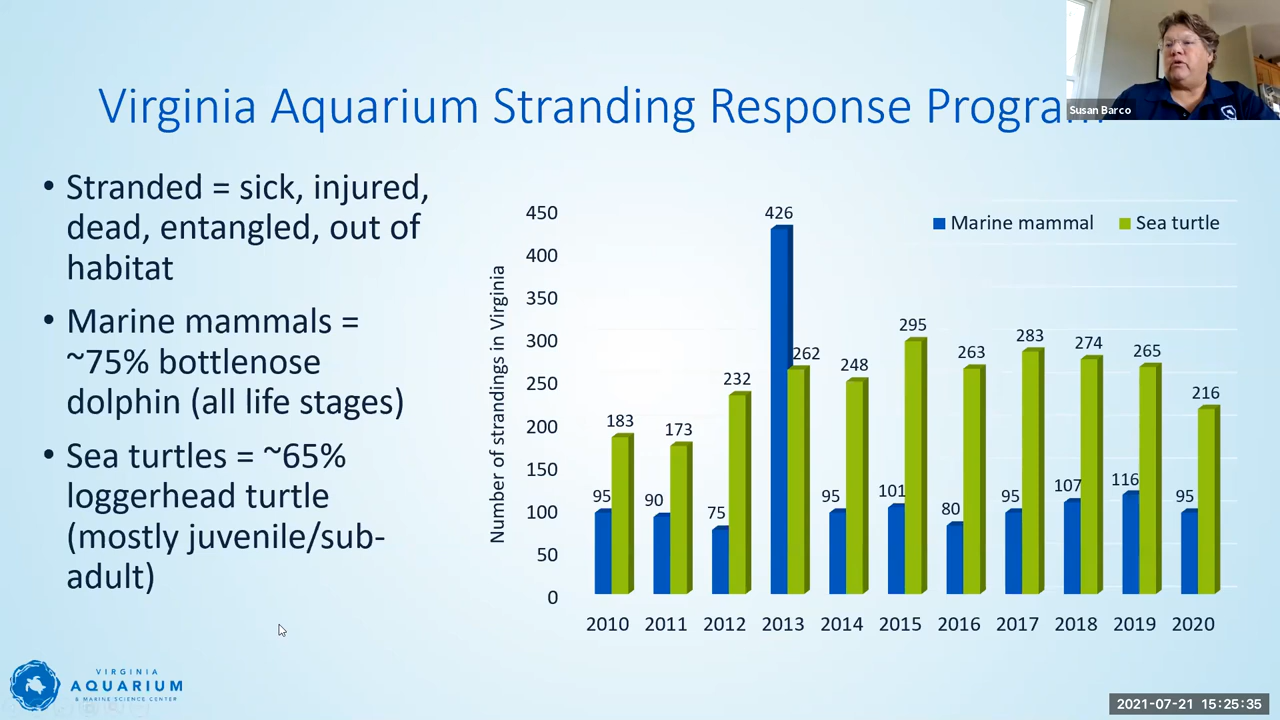 Virginia Aquarium Stranding Response Program
Susan Barco
• Stranded = sick, injured,
dead, entangled, out of
habitat
• Marine mammals =
~75% bottlenose
dolphin (all life stages)
• Sea turtles = ~65%
loggerhead turtle
(mostly juvenile/sub-
adult)
Number of strandings in Virginia
450
400
350
300
250
200
150
100
50
0
Marine mammal
Sea turtle
95 183
90 173
75 232
426 262
95 248
101 295
80 263
95 283
107 274
116 265
95 216
2010 2011 2012 2013 2014 2015 2016 2017 2018 2019 2020
VIRGINIA
AQUARIUM
& MARINE SCIENCE CENTER
2021-07-21 15:25:35